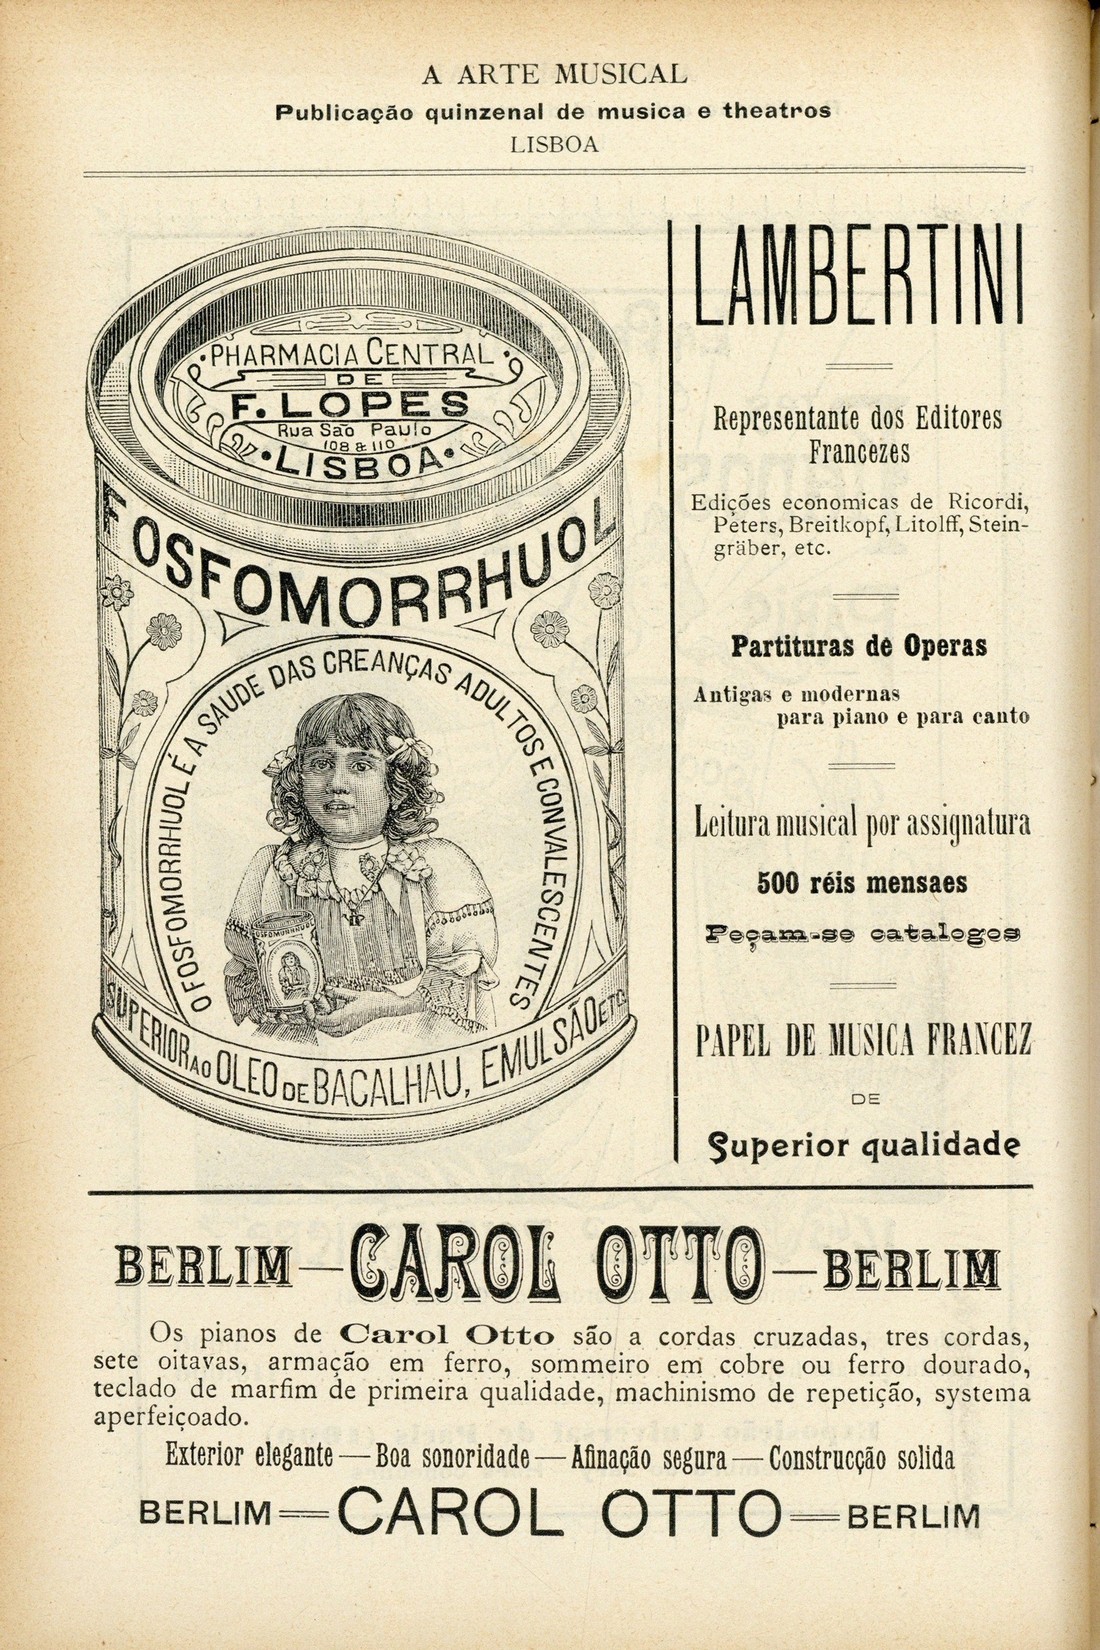 A ARTE MUSICAL
Publicação quinzenal de musica e theatros
LISBOA
PHARMACIA CENTRAL
DE
F. LOPES
Rua São Paulo
108 & 110
LISBOA
FOSFOMORRHUOL
O FOSFOMORRHUOL É A SAUDE DAS CREANÇAS ADULTOS E CONVALESCENTES
FOSFOMORRHUOL
SUPERIOR AO OLEO DE BACALHAU, EMULSÃO ETC.
LAMBERTINI
Representante dos Editores
Francezes
Edições economicas de Ricordi,
Peters, Breitkopf, Litolff, Stein-
gräber, etc.
Partituras de Operas
Antigas e modernas
para piano e para canto
Leitura musical por assignatura
500 réis mensaes
Peçam-se catalogos
PAPEL DE MUSICA FRANCEZ
DE
Superior qualidade
BERLIM—CAROL OTTO—BERLIM
Os pianos de Carol Otto são a cordas cruzadas, tres cordas,
sete oitavas, armação em ferro, sommeiro em cobre ou ferro dourado,
teclado de marfim de primeira qualidade, machinismo de repetição, systema
aperfeiçoado.
Exterior elegante — Boa sonoridade — Afinação segura — Construcção solida
BERLIM=CAROL OTTO=BERLIM